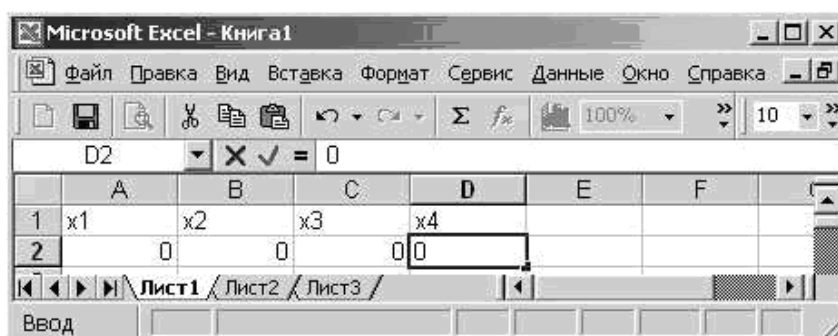 Microsoft Excel - Книга1
Файл Правка Вид Вставка Формат Сервис Данные Окно Справка
Σ fx 100% » 10 »
D2 = 0
A B C D E F
1 x1 x2 x3 x4
2 0 0 0 0
Лист1 Лист2 Лист3
Ввод